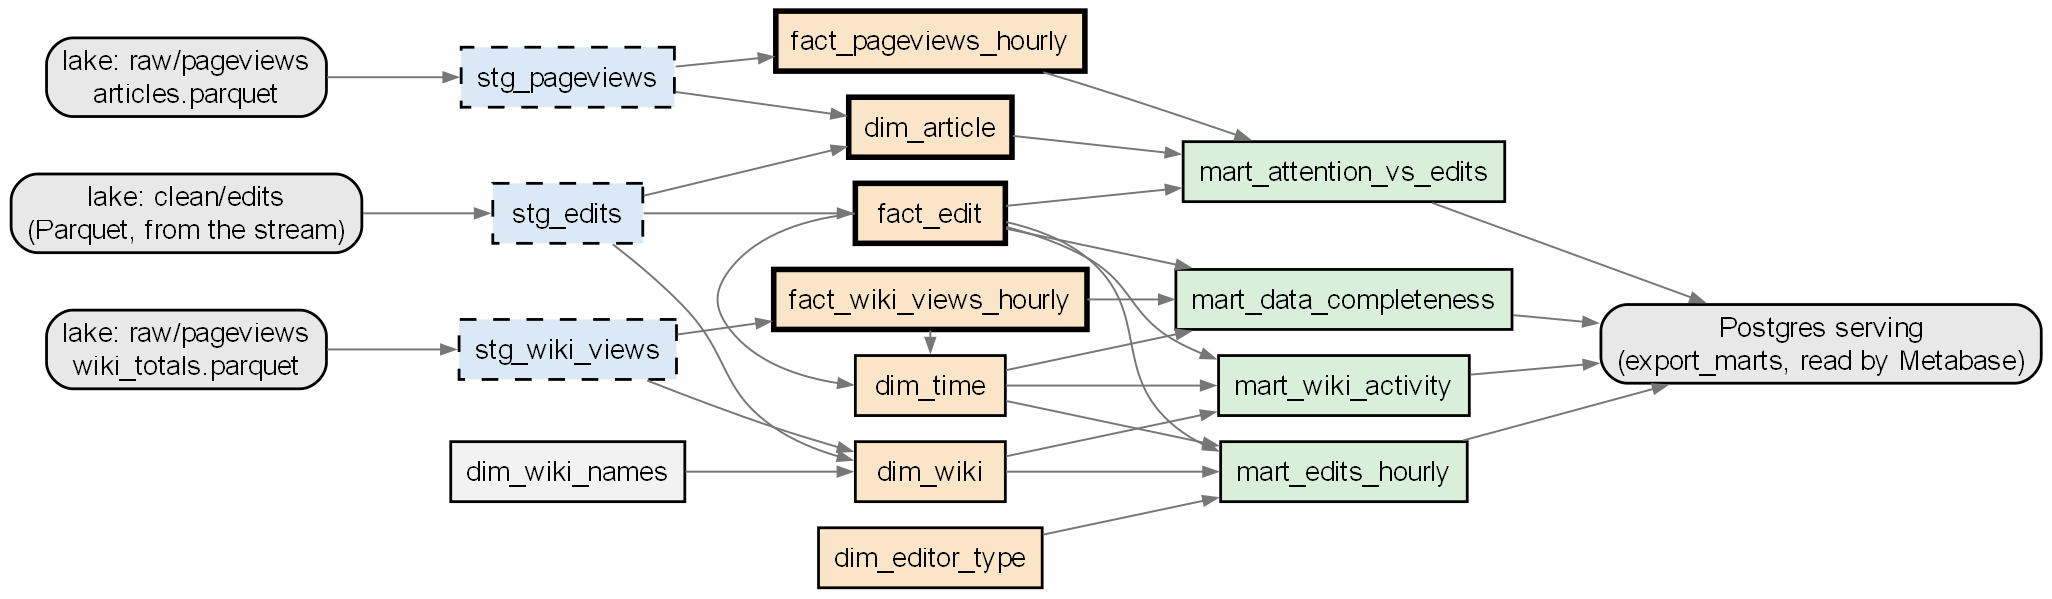 lake: raw/pageviews
articles.parquet
lake: clean/edits
(Parquet, from the stream)
lake: raw/pageviews
wiki_totals.parquet
stg_pageviews
stg_edits
stg_wiki_views
dim_wiki_names
fact_pageviews_hourly
dim_article
fact_edit
fact_wiki_views_hourly
dim_time
dim_wiki
dim_editor_type
mart_attention_vs_edits
mart_data_completeness
mart_wiki_activity
mart_edits_hourly
Postgres serving
(export_marts, read by Metabase)